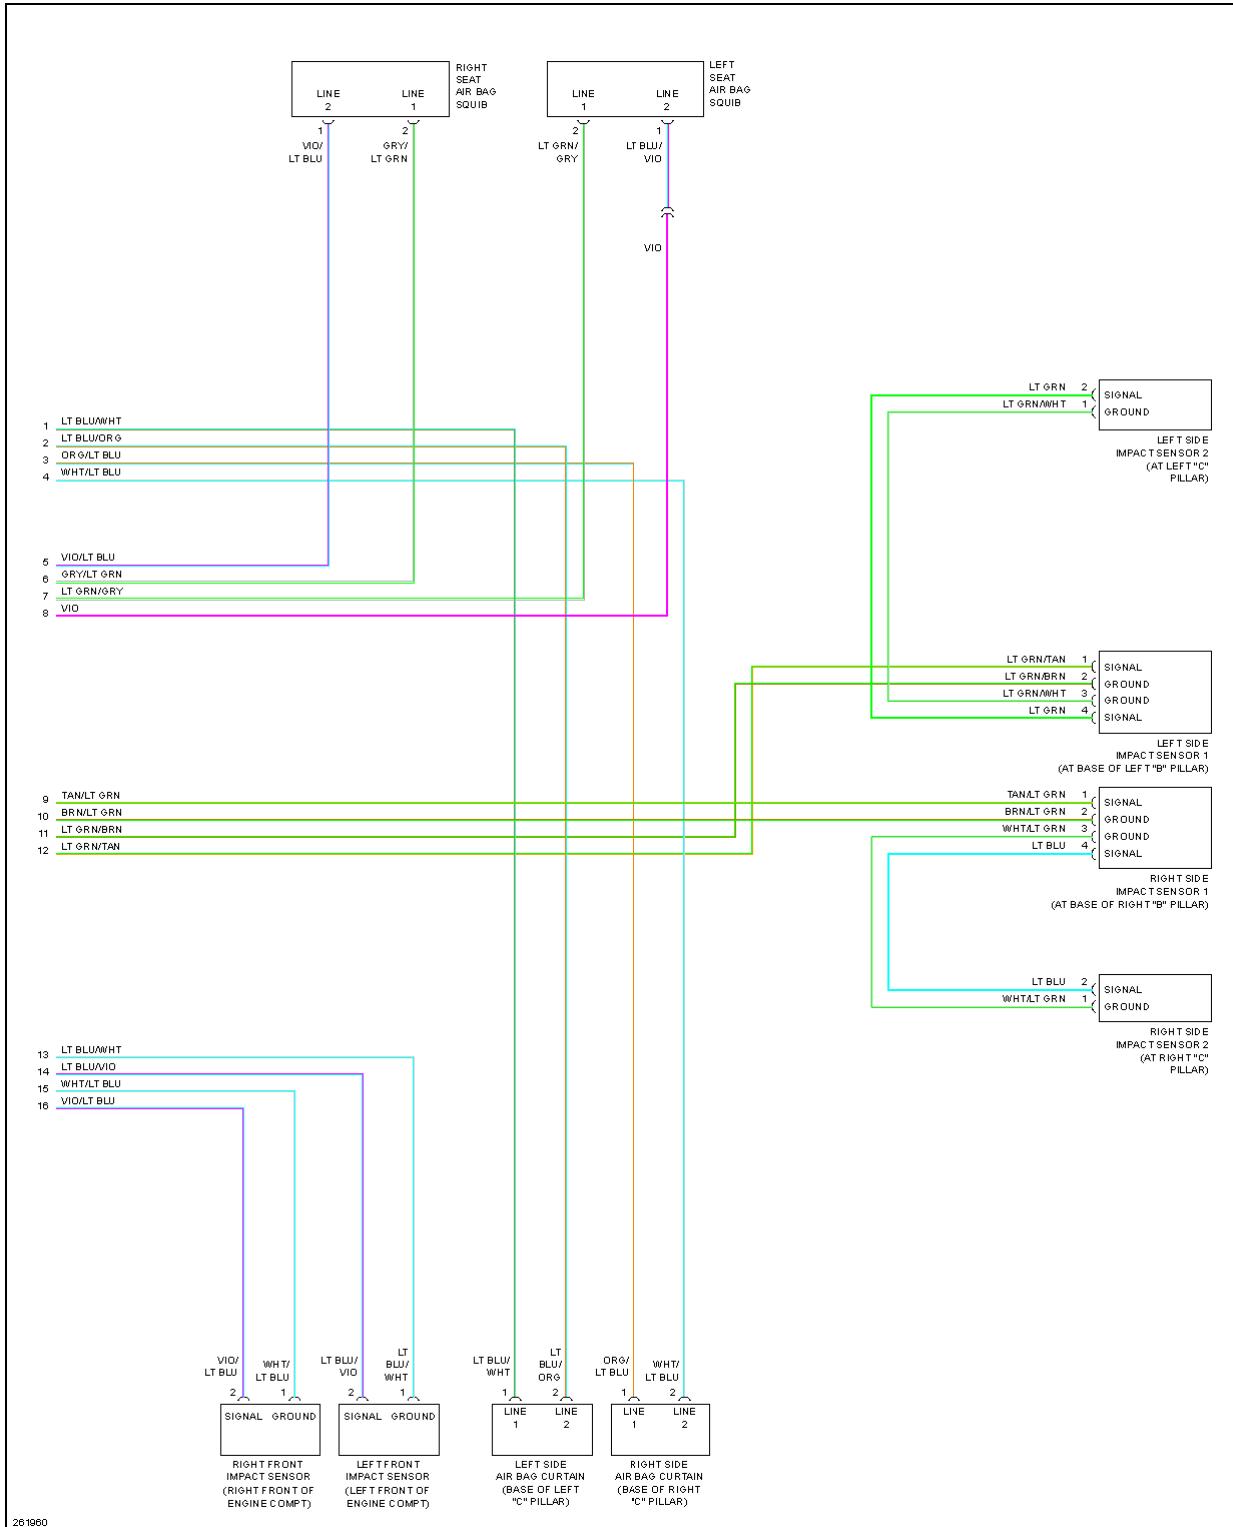 RIGHT
SEAT
AIR BAG
SQUIB
LINE
2
LINE
1
1
2
VIO/
LT BLU
GRY/
LT GRN
LEFT
SEAT
AIR BAG
SQUIB
LINE
1
LINE
2
2
1
LT GRN/
GRY
LT BLU/
VIO
VIO
LT GRN 2 SIGNAL
LT GRN/WHT 1 GROUND
LEFT SIDE
IMPACT SENSOR 2
(AT LEFT "C"
PILLAR)
1 LT BLU/WHT
2 LT BLU/ORG
3 ORG/LT BLU
4 WHT/LT BLU
5 VIO/LT BLU
6 GRY/LT GRN
7 LT GRN/GRY
8 VIO
LT GRN/TAN 1 SIGNAL
LT GRN/BRN 2 GROUND
LT GRN/WHT 3 GROUND
LT GRN 4 SIGNAL
LEFT SIDE
IMPACT SENSOR 1
(AT BASE OF LEFT "B" PILLAR)
9 TAN/LT GRN
10 BRN/LT GRN
11 LT GRN/BRN
12 LT GRN/TAN
TAN/LT GRN 1 SIGNAL
BRN/LT GRN 2 GROUND
WHT/LT GRN 3 GROUND
LT BLU 4 SIGNAL
RIGHT SIDE
IMPACT SENSOR 1
(AT BASE OF RIGHT "B" PILLAR)
LT BLU 2 SIGNAL
WHT/LT GRN 1 GROUND
RIGHT SIDE
IMPACT SENSOR 2
(AT RIGHT "C"
PILLAR)
13 LT BLU/WHT
14 LT BLU/VIO
15 WHT/LT BLU
16 VIO/LT BLU
VIO/
LT BLU
2
WHT/
LT BLU
1
SIGNAL GROUND
RIGHT FRONT
IMPACT SENSOR
(RIGHT FRONT OF
ENGINE COMPT)
LT BLU/
VIO
2
LT
BLU/
WHT
1
SIGNAL GROUND
LEFT FRONT
IMPACT SENSOR
(LEFT FRONT OF
ENGINE COMPT)
LT BLU/
WHT
1
LT
BLU/
ORG
2
LINE
1
LINE
2
LEFT SIDE
AIR BAG CURTAIN
(BASE OF LEFT
"C" PILLAR)
ORG/
LT BLU
1
WHT/
LT BLU
2
LINE
1
LINE
2
RIGHT SIDE
AIR BAG CURTAIN
(BASE OF RIGHT
"C" PILLAR)
261960